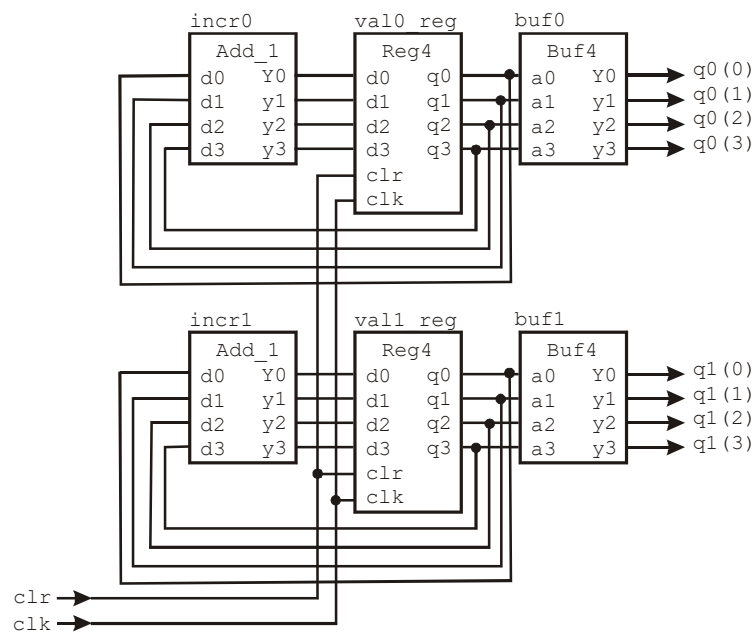 incr0 val0_reg buf0
Add_1 Reg4 Buf4
d0 Y0 d0 q0 a0 Y0 q0(0)
d1 y1 d1 q1 a1 y1 q0(1)
d2 y2 d2 q2 a2 y2 q0(2)
d3 y3 d3 q3 a3 y3 q0(3)
clr
clk
incr1 val1_reg buf1
Add_1 Reg4 Buf4
d0 Y0 d0 q0 a0 Y0 q1(0)
d1 y1 d1 q1 a1 y1 q1(1)
d2 y2 d2 q2 a2 y2 q1(2)
d3 y3 d3 q3 a3 y3 q1(3)
clr
clk
clr
clk